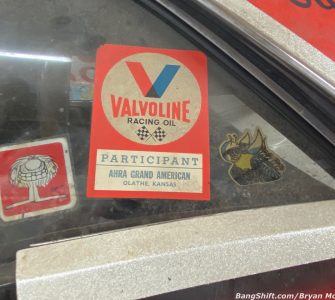 VALVOLINE
RACING OIL
PARTICIPANT
AHRA GRAND AMERICAN
OLATHE, KANSAS
BangShift.com/Bryan Mc